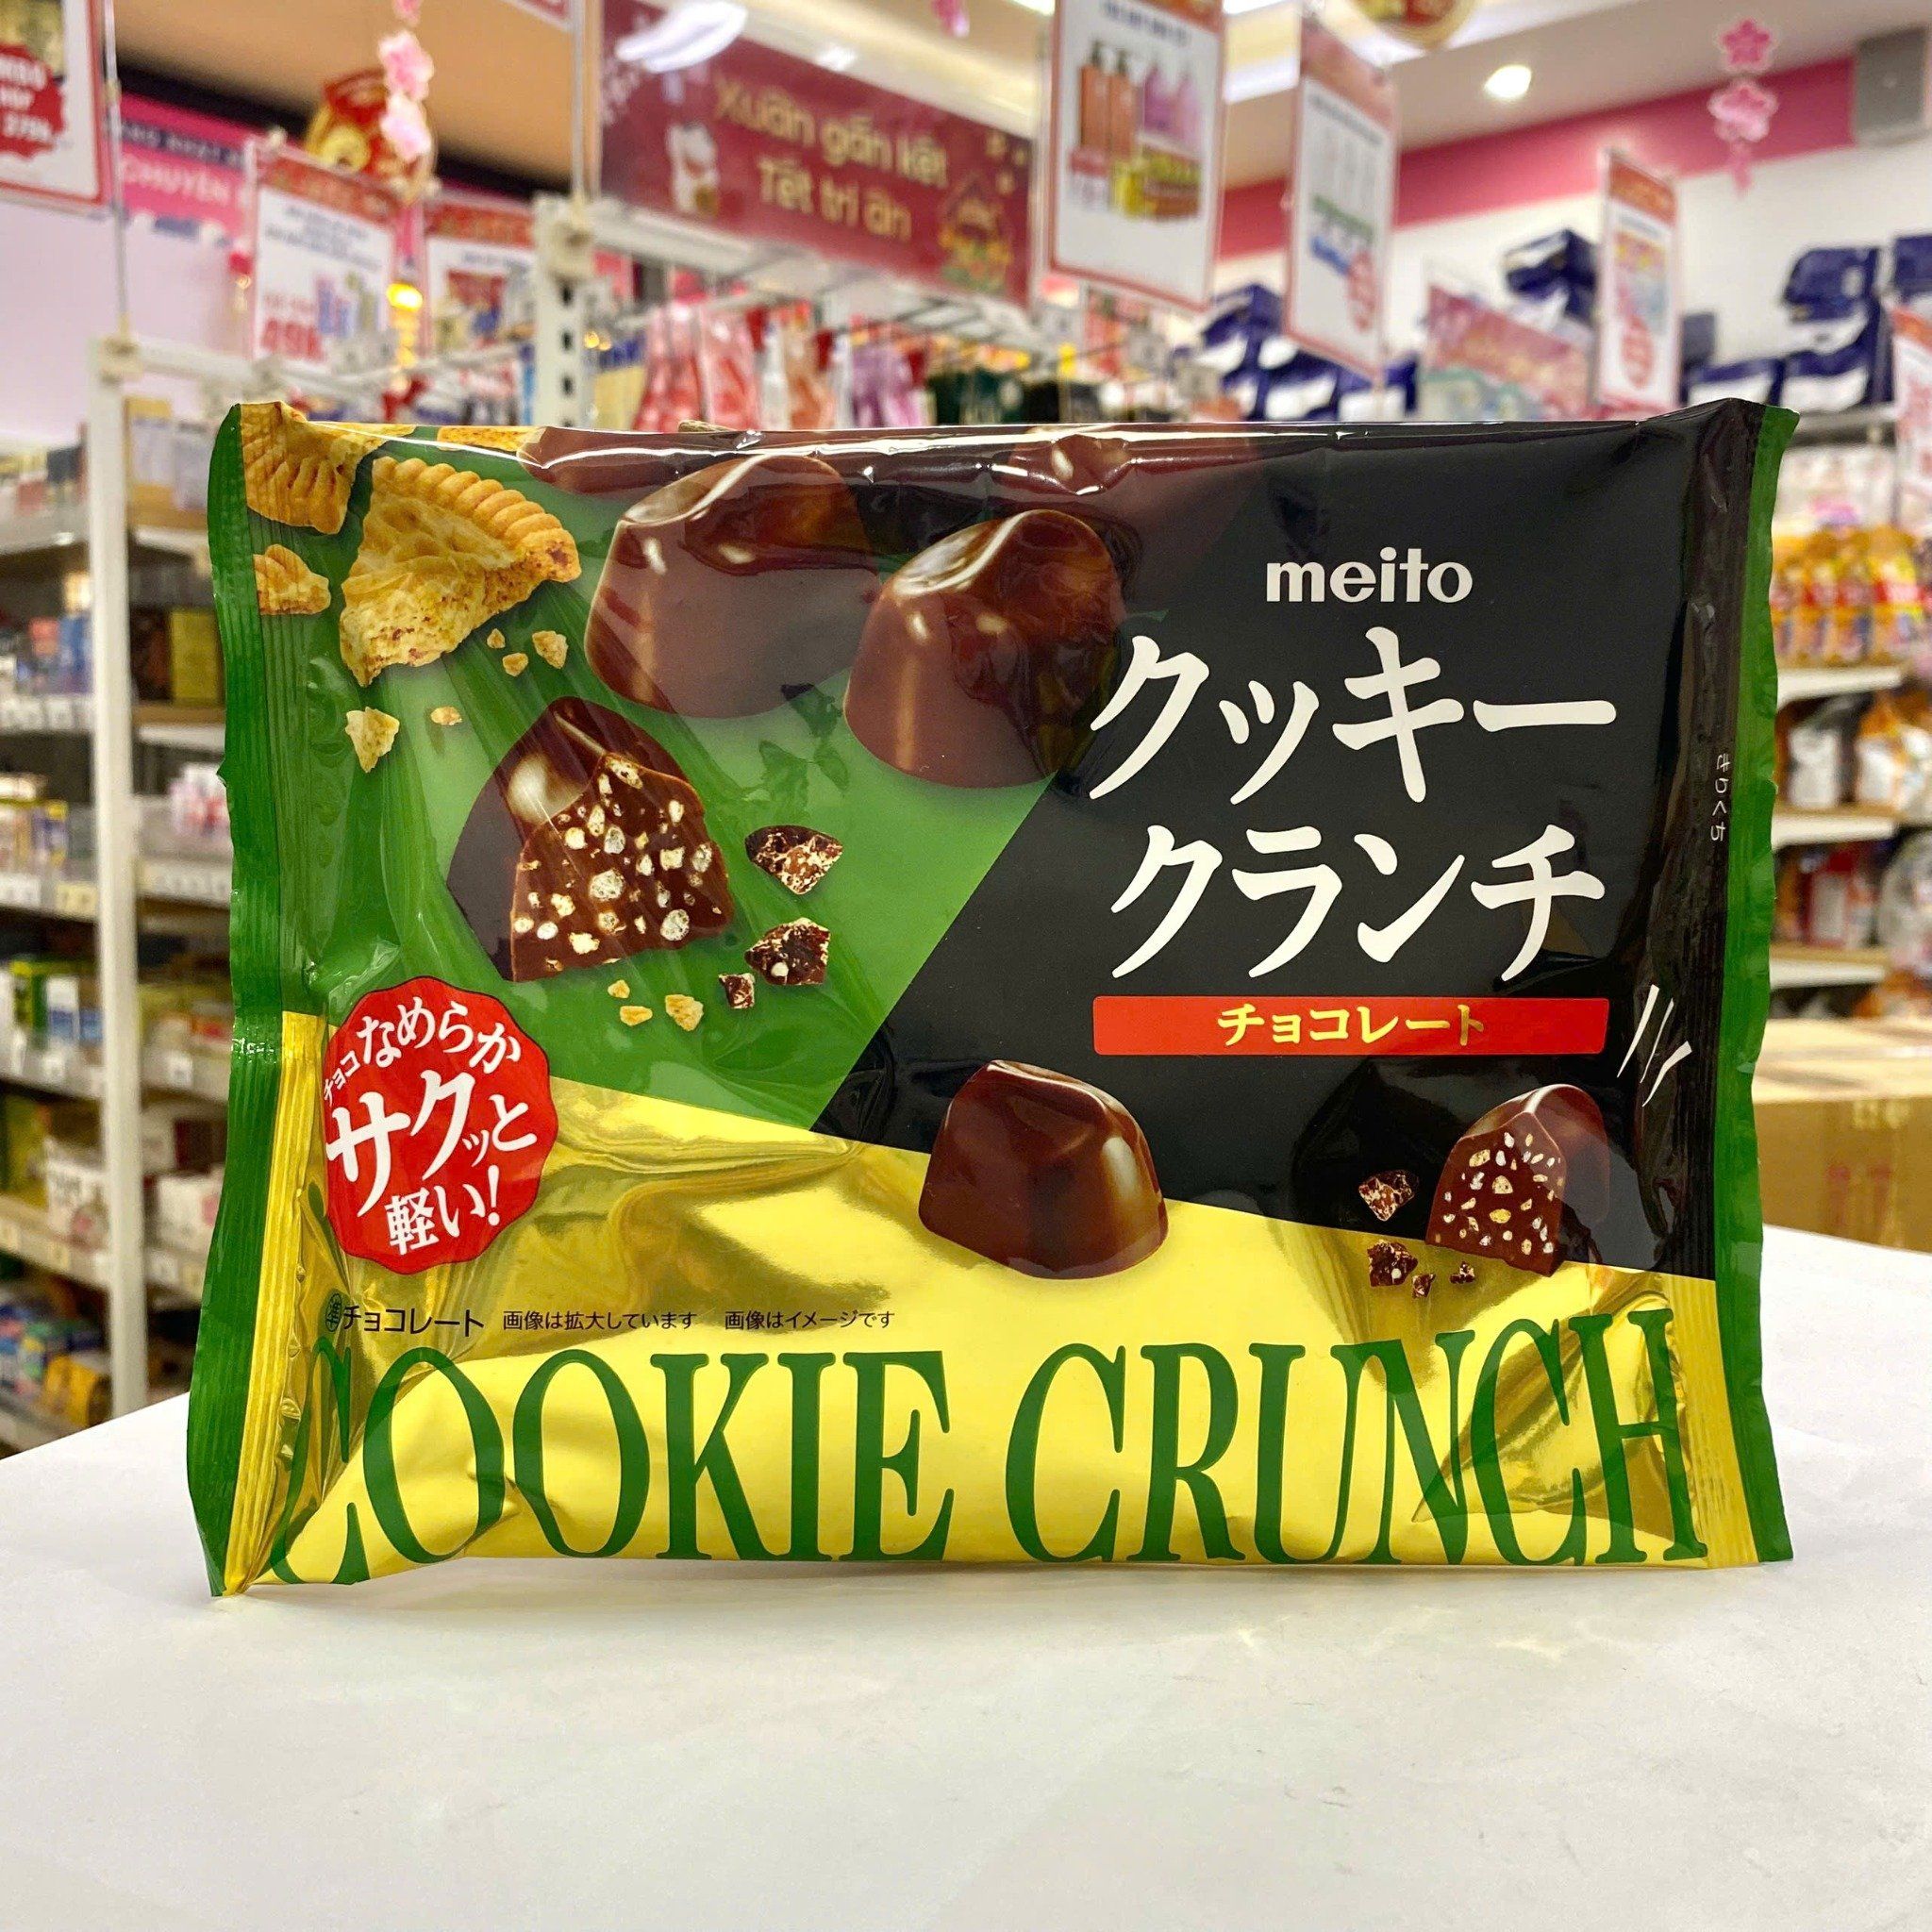 Xuân gắn kết
Tết tri ân
meito
クッキー
クランチ
チョコレート
きりくち
チョコなめらか
サクッと
軽い!
準チョコレート 画像は拡大しています 画像はイメージです
COOKIE CRUNCH